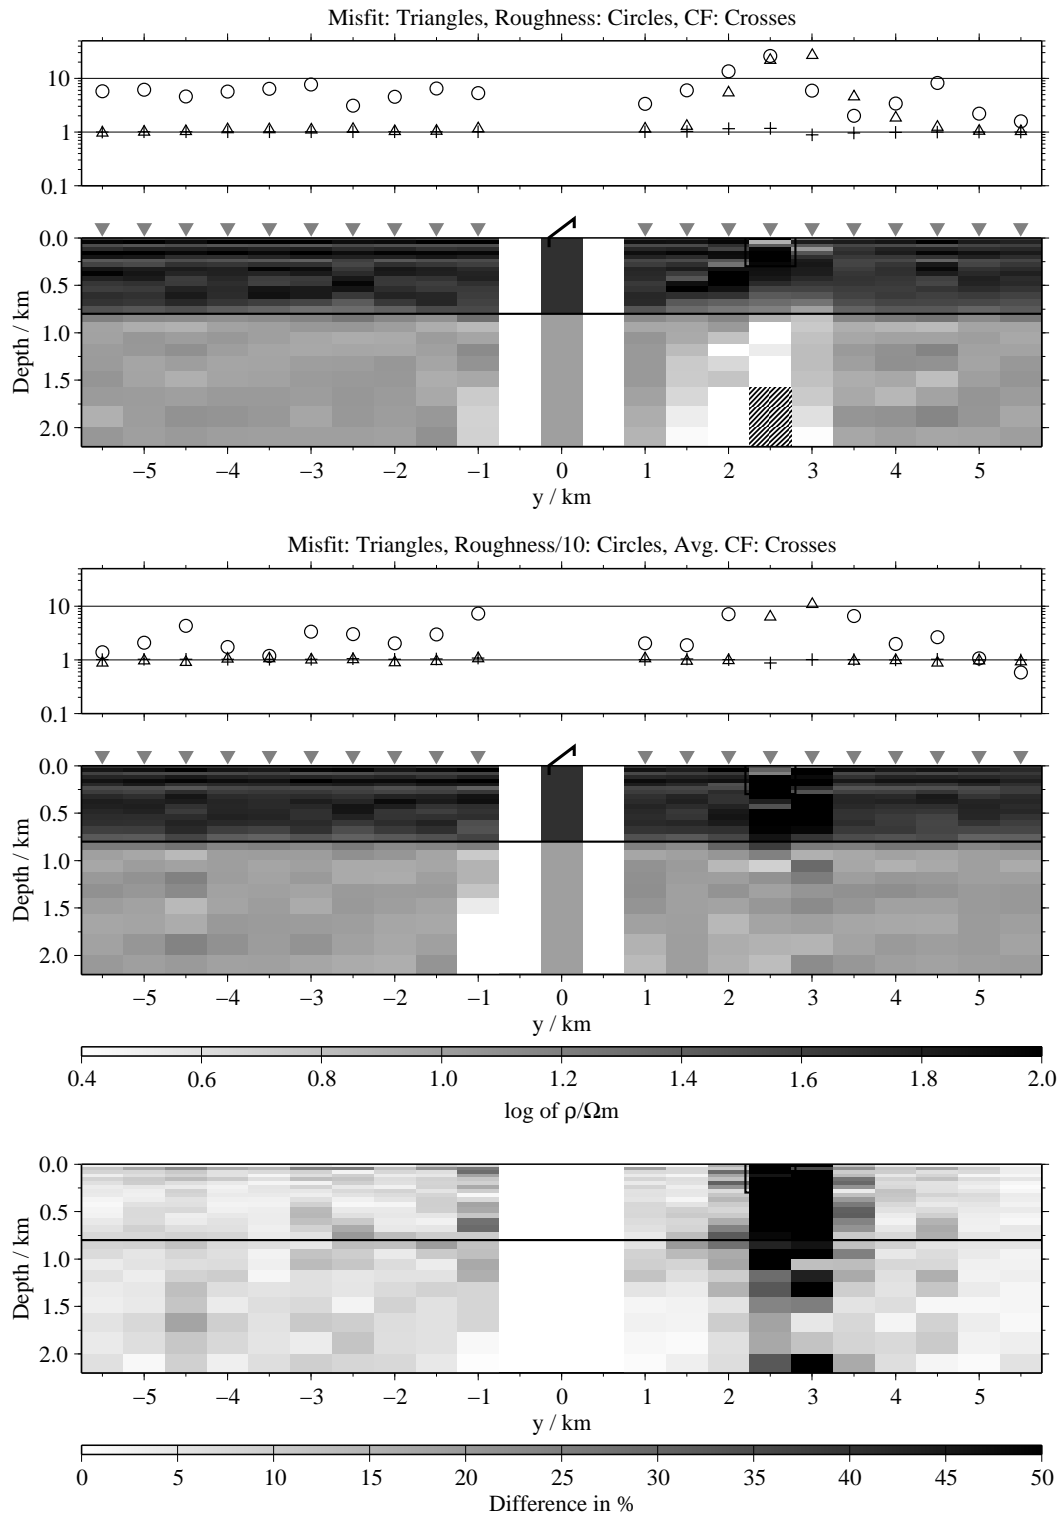 Misfit: Triangles, Roughness: Circles, CF: Crosses
10
1
0.1
0.0
0.5
1.0
1.5
2.0
Depth / km
−5 −4 −3 −2 −1 0 1 2 3 4 5
y / km
Misfit: Triangles, Roughness/10: Circles, Avg. CF: Crosses
10
1
0.1
0.0
0.5
1.0
1.5
2.0
Depth / km
−5 −4 −3 −2 −1 0 1 2 3 4 5
y / km
0.4 0.6 0.8 1.0 1.2 1.4 1.6 1.8 2.0
log of ρ/Ωm
0.0
0.5
1.0
1.5
2.0
Depth / km
−5 −4 −3 −2 −1 0 1 2 3 4 5
y / km
0 5 10 15 20 25 30 35 40 45 50
Difference in %